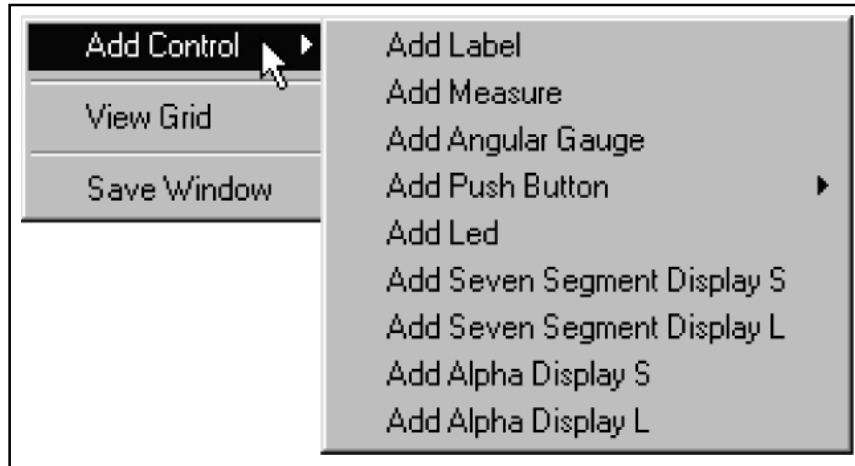 Add Control
View Grid
Save Window
Add Label
Add Measure
Add Angular Gauge
Add Push Button
Add Led
Add Seven Segment Display S
Add Seven Segment Display L
Add Alpha Display S
Add Alpha Display L